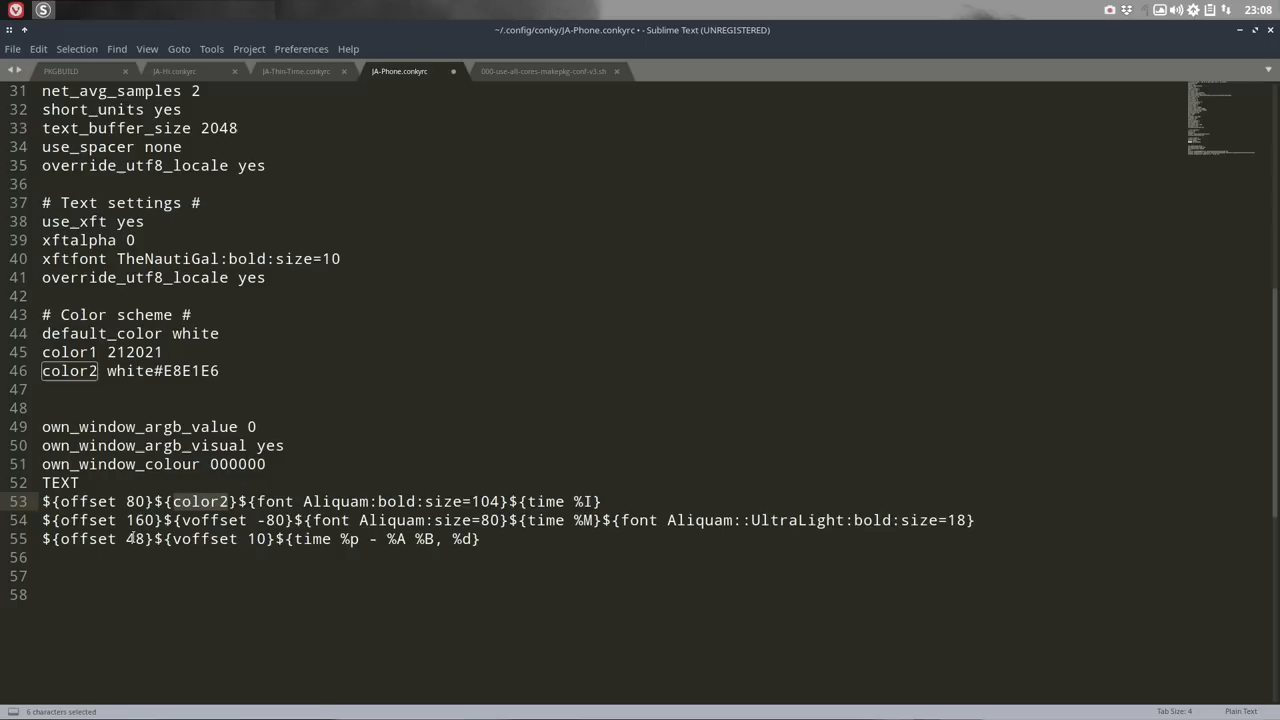 23:08
~/.config/conky/JA-Phone.conkyrc • - Sublime Text (UNREGISTERED)
File Edit Selection Find View Goto Tools Project Preferences Help
PKGBUILD JA-Hi.conkyrc JA-Thin-Time.conkyrc JA-Phone.conkyrc 000-use-all-cores-makepkg-conf-v3.sh
31 net_avg_samples 2
32 short_units yes
33 text_buffer_size 2048
34 use_spacer none
35 override_utf8_locale yes
36
37 # Text settings #
38 use_xft yes
39 xftalpha 0
40 xftfont TheNautiGal:bold:size=10
41 override_utf8_locale yes
42
43 # Color scheme #
44 default_color white
45 color1 212021
46 color2 white#E8E1E6
47
48
49 own_window_argb_value 0
50 own_window_argb_visual yes
51 own_window_colour 000000
52 TEXT
53 ${offset 80}${color2}${font Aliquam:bold:size=104}${time %I}
54 ${offset 160}${voffset -80}${font Aliquam:size=80}${time %M}${font Aliquam::UltraLight:bold:size=18}
55 ${offset 48}${voffset 10}${time %p - %A %B, %d}
56
57
58
6 characters selected Tab Size: 4 Plain Text